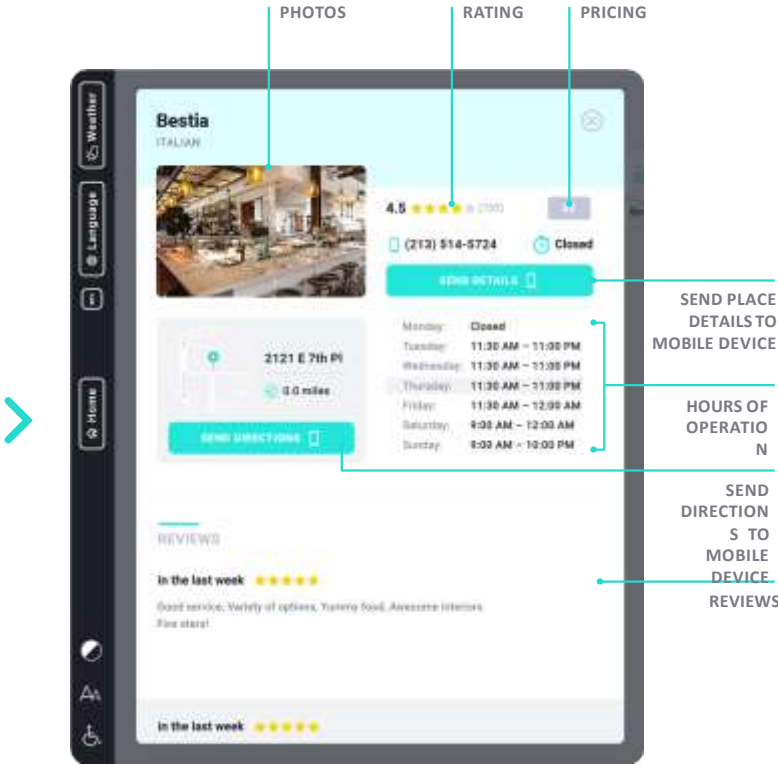 PHOTOS
RATING
PRICING
Weather
Language
Home
Bestia
ITALIAN
4.5
(213) 514-5724
Closed
SEND DETAILS
2121 E 7th Pl
0.0 miles
SEND DIRECTIONS
Monday: Closed
Tuesday: 11:30 AM – 11:00 PM
Wednesday: 11:30 AM – 11:00 PM
Thursday: 11:30 AM – 11:00 PM
Friday: 11:30 AM – 12:00 AM
Saturday: 9:00 AM – 12:00 AM
Sunday: 9:00 AM – 10:00 PM
SEND PLACE
DETAILS TO
MOBILE DEVICE
HOURS OF
OPERATIO
N
SEND
DIRECTION
S TO
MOBILE
DEVICE
REVIEWS
REVIEWS
in the last week
Good service, Variety of options, Yummy food, Awesome interiors
Five stars!
AA
in the last week